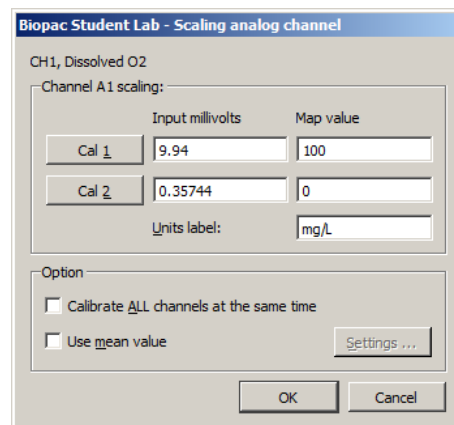 Biopac Student Lab - Scaling analog channel
CH1, Dissolved O2
Channel A1 scaling:
Input millivolts Map value
Cal 1 9.94 100
Cal 2 0.35744 0
Units label: mg/L
Option
Calibrate ALL channels at the same time
Use mean value Settings ...
OK Cancel